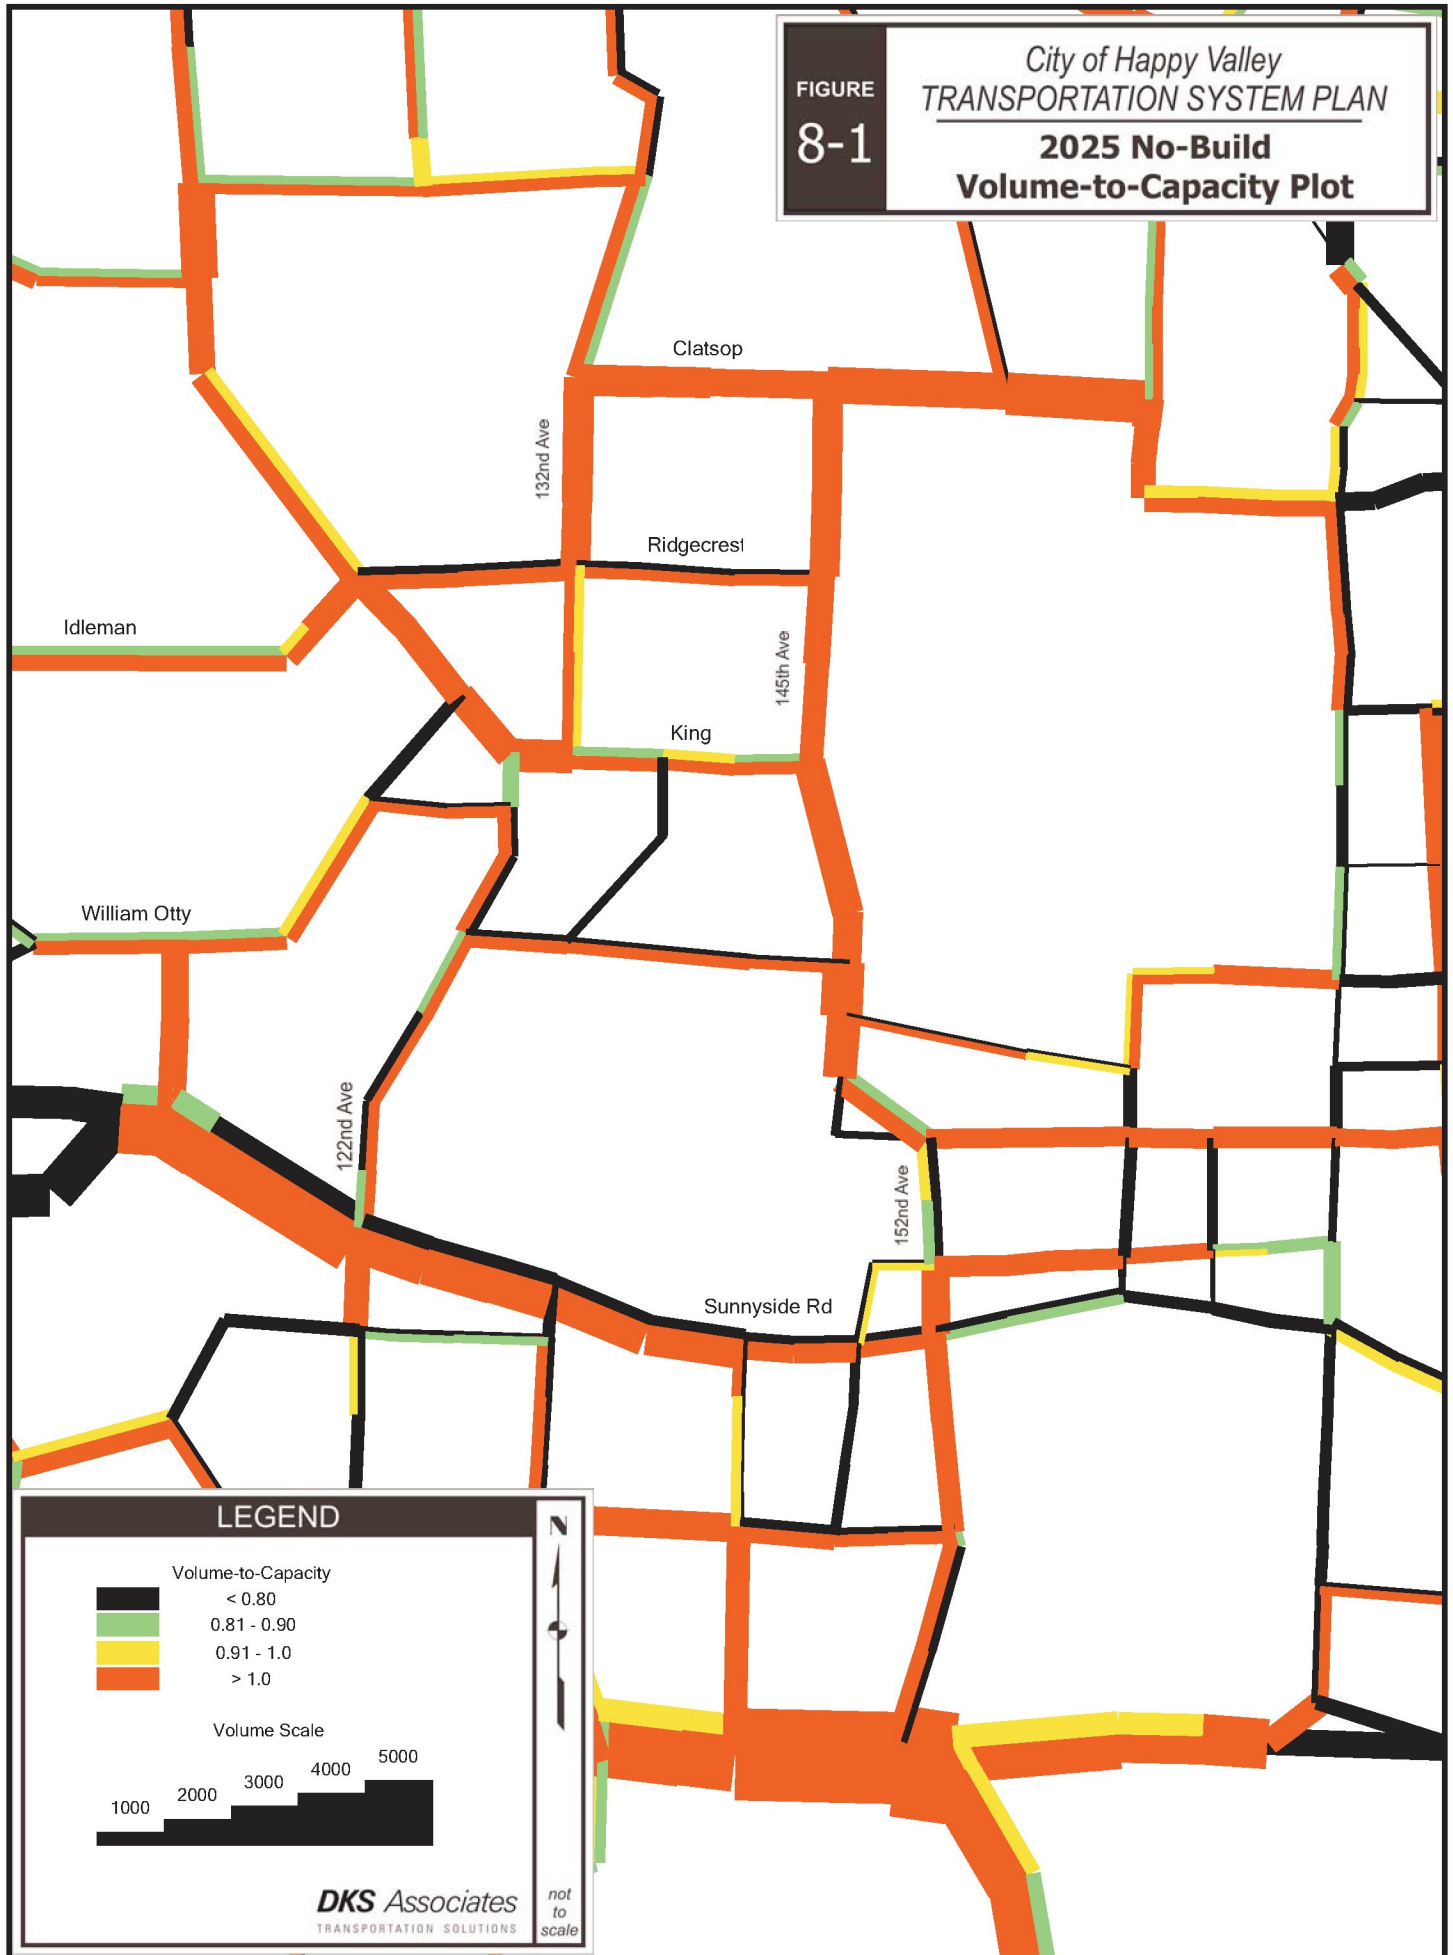 FIGURE
8-1
City of Happy Valley
TRANSPORTATION SYSTEM PLAN
2025 No-Build
Volume-to-Capacity Plot
Clatsop
132nd Ave
Ridgecrest
Idleman
145th Ave
King
William Otty
122nd Ave
152nd Ave
Sunnyside Rd
LEGEND
N
Volume-to-Capacity
< 0.80
0.81 - 0.90
0.91 - 1.0
> 1.0
Volume Scale
1000 2000 3000 4000 5000
DKS Associates
TRANSPORTATION SOLUTIONS
not
to
scale